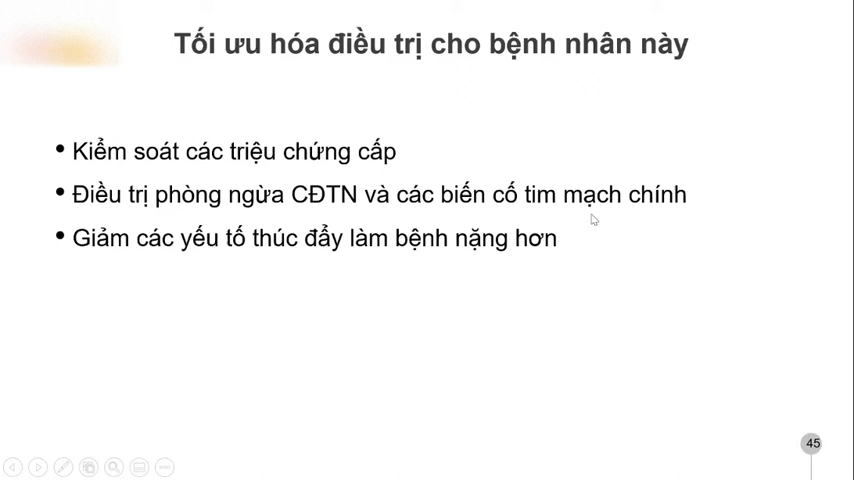 Tối ưu hóa điều trị cho bệnh nhân này
• Kiểm soát các triệu chứng cấp
• Điều trị phòng ngừa CĐTN và các biến cố tim mạch chính
• Giảm các yếu tố thúc đẩy làm bệnh nặng hơn
45